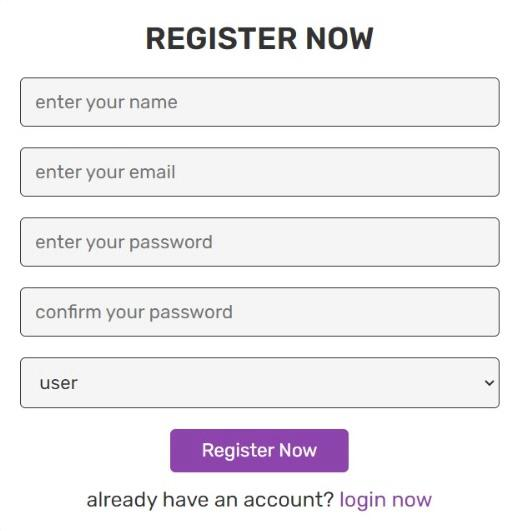 REGISTER NOW
enter your name
enter your email
enter your password
confirm your password
user
Register Now
already have an account? login now